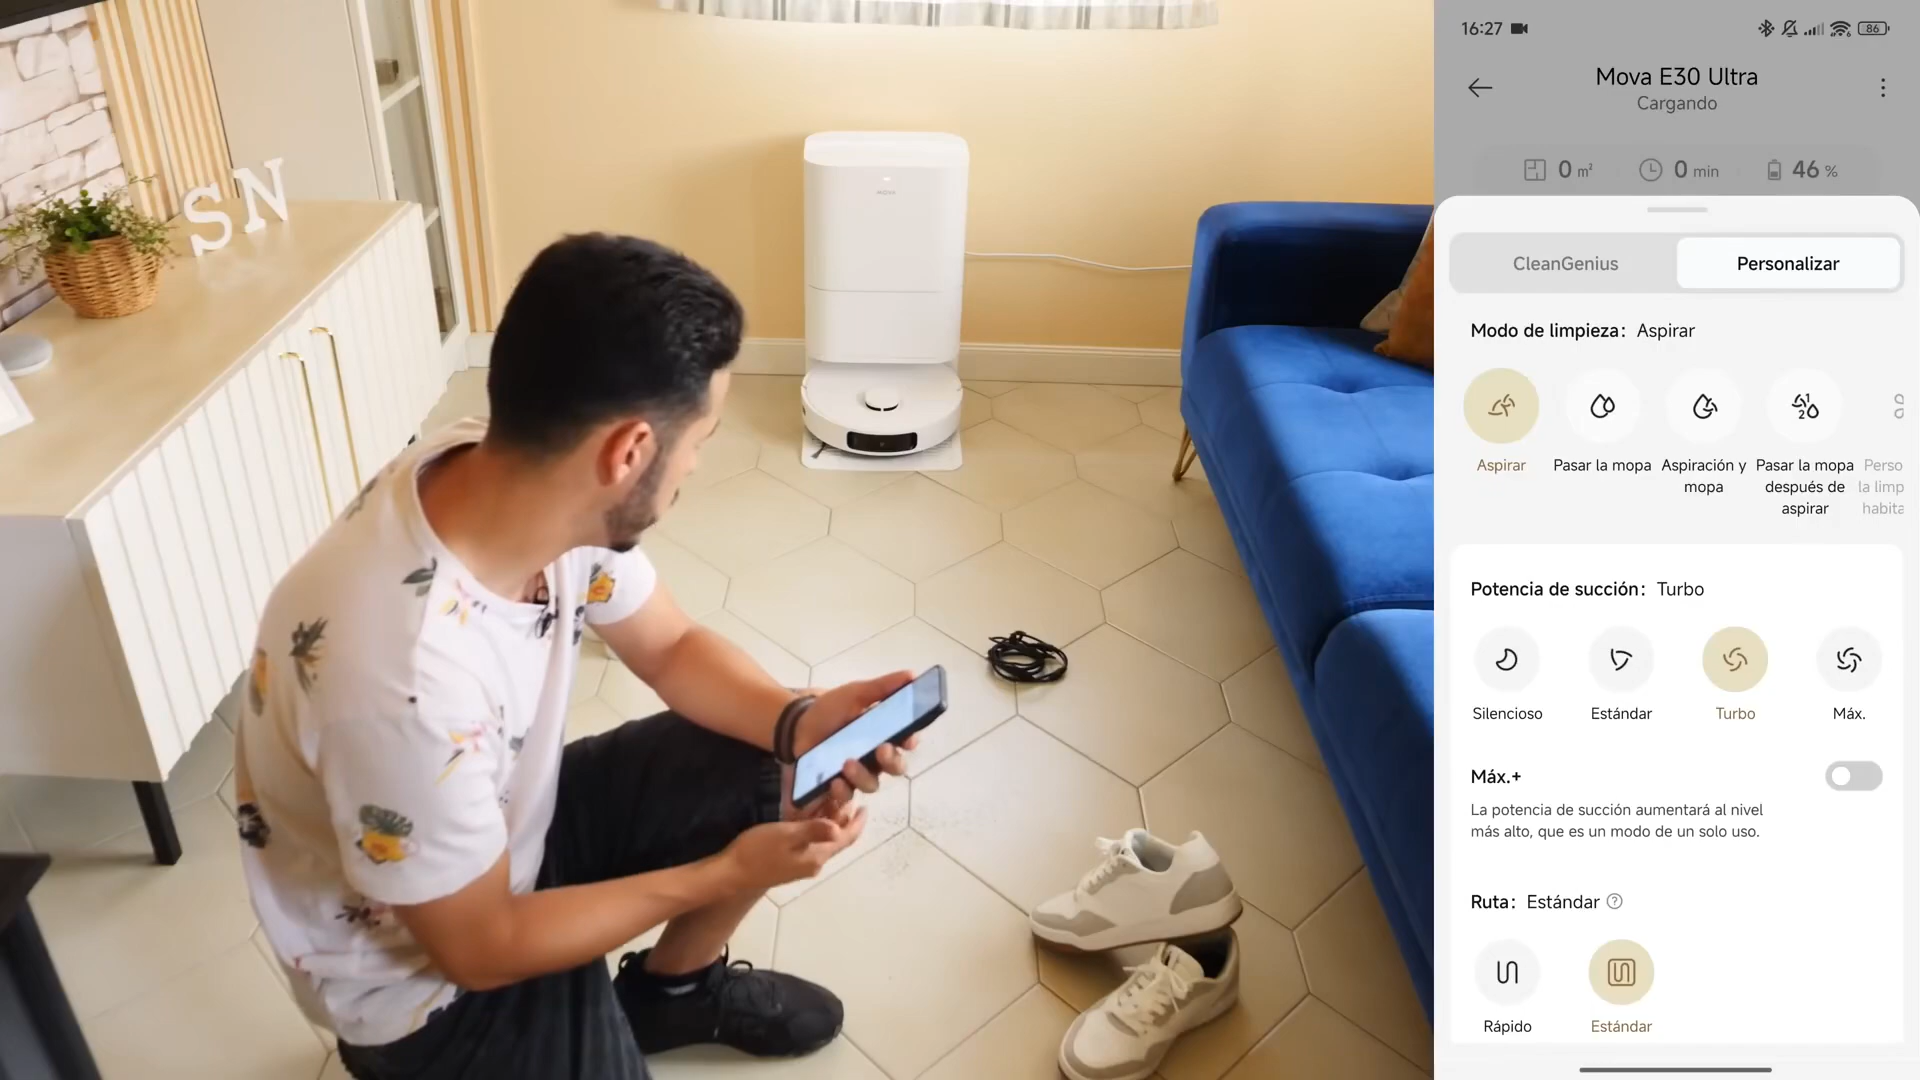 SN
MOVA
16:27
86
Mova E30 Ultra
Cargando
0 m²
0 min
46 %
CleanGenius
Personalizar
Modo de limpieza: Aspirar
Aspirar
Pasar la mopa
Aspiración y
mopa
Pasar la mopa
después de
aspirar
Perso
la limp
habita
Potencia de succión: Turbo
Silencioso
Estándar
Turbo
Máx.
Máx.+
La potencia de succión aumentará al nivel
más alto, que es un modo de un solo uso.
Ruta: Estándar
Rápido
Estándar